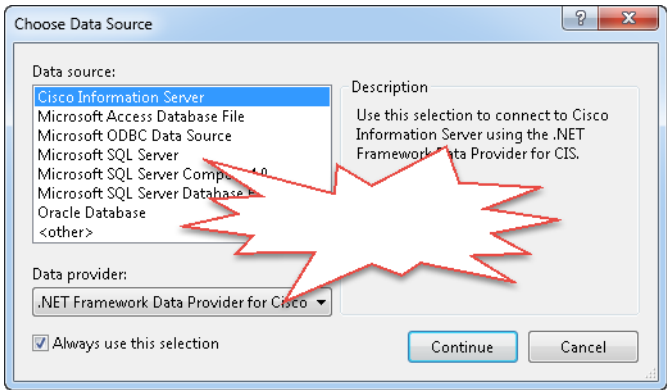 Choose Data Source
Data source:
Cisco Information Server
Microsoft Access Database File
Microsoft ODBC Data Source
Microsoft SQL Server
Microsoft SQL Server
Microsoft SQL Server Database
Oracle Database
<other>
Description
Use this selection to connect to Cisco
Information Server using the .NET
Framework Data Provider for CIS.
Data provider:
.NET Framework Data Provider for Cisco
Always use this selection
Continue
Cancel